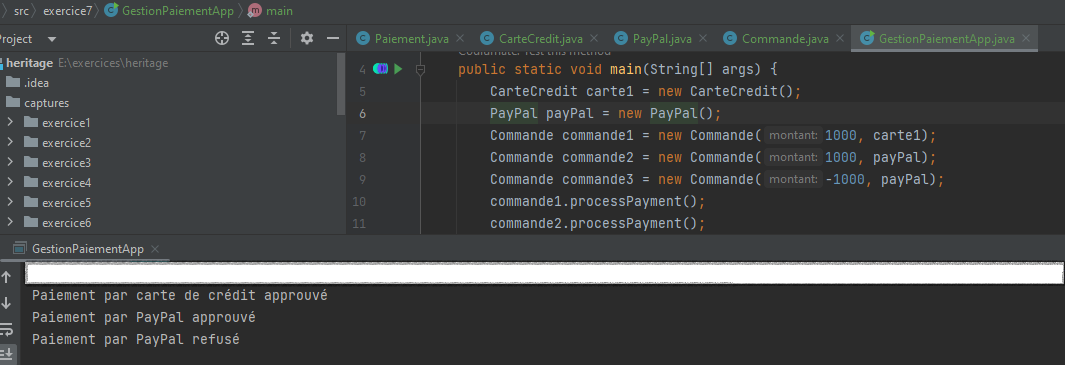 src exercice7 GestionPaiementApp main
Project
Paiement.java CarteCredit.java PayPal.java Commande.java GestionPaiementApp.java
heritage E:\exercices\heritage
.idea
captures
exercice1
exercice2
exercice3
exercice4
exercice5
exercice6
4 public static void main(String[] args) {
5 CarteCredit carte1 = new CarteCredit();
6 PayPal payPal = new PayPal();
7 Commande commande1 = new Commande( montant: 1000, carte1);
8 Commande commande2 = new Commande( montant: 1000, payPal);
9 Commande commande3 = new Commande( montant: -1000, payPal);
10 commande1.processPayment();
11 commande2.processPayment();
GestionPaiementApp
Paiement par carte de crédit approuvé
Paiement par PayPal approuvé
Paiement par PayPal refusé